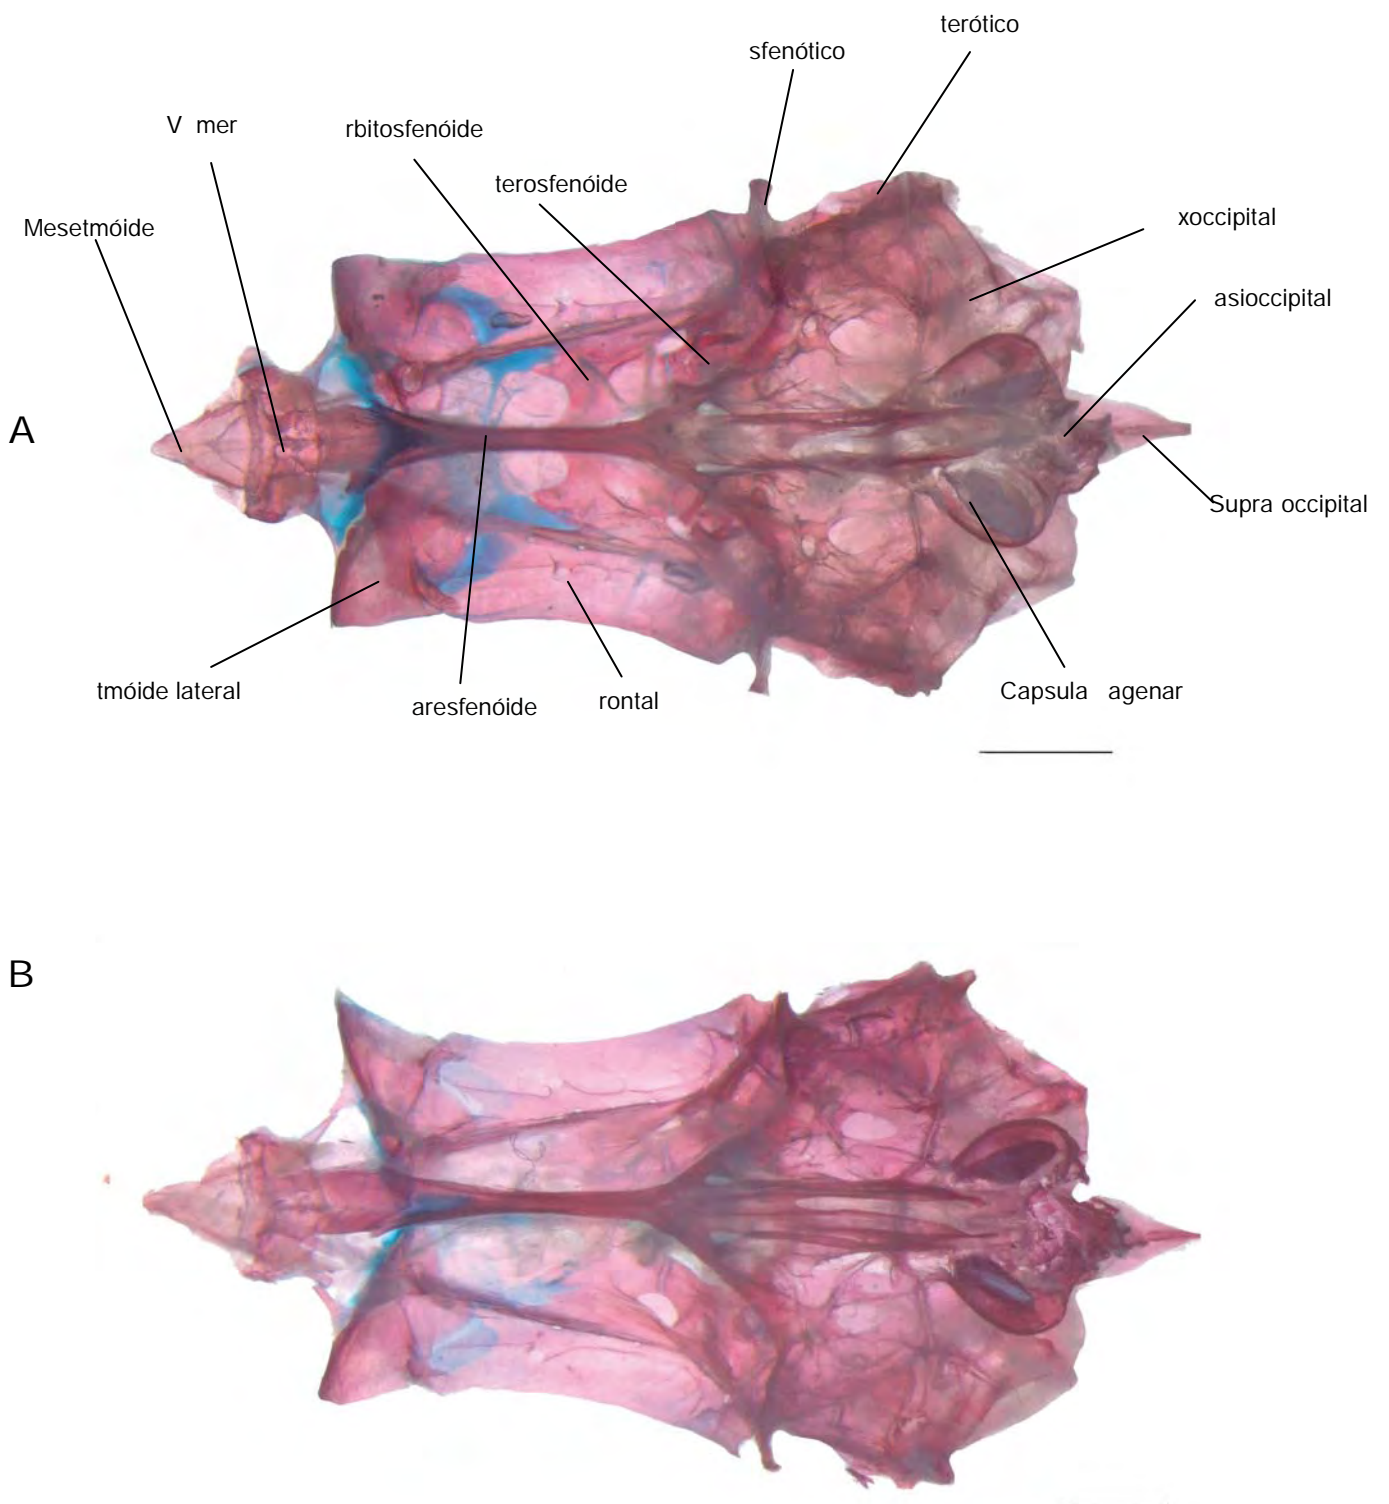 terótico
sfenótico
V mer
rbitosfenóide
terosfenóide
xoccipital
Mesetmóide
asioccipital
A
Supra occipital
tmóide lateral
aresfenóide
rontal
Capsula agenar
B